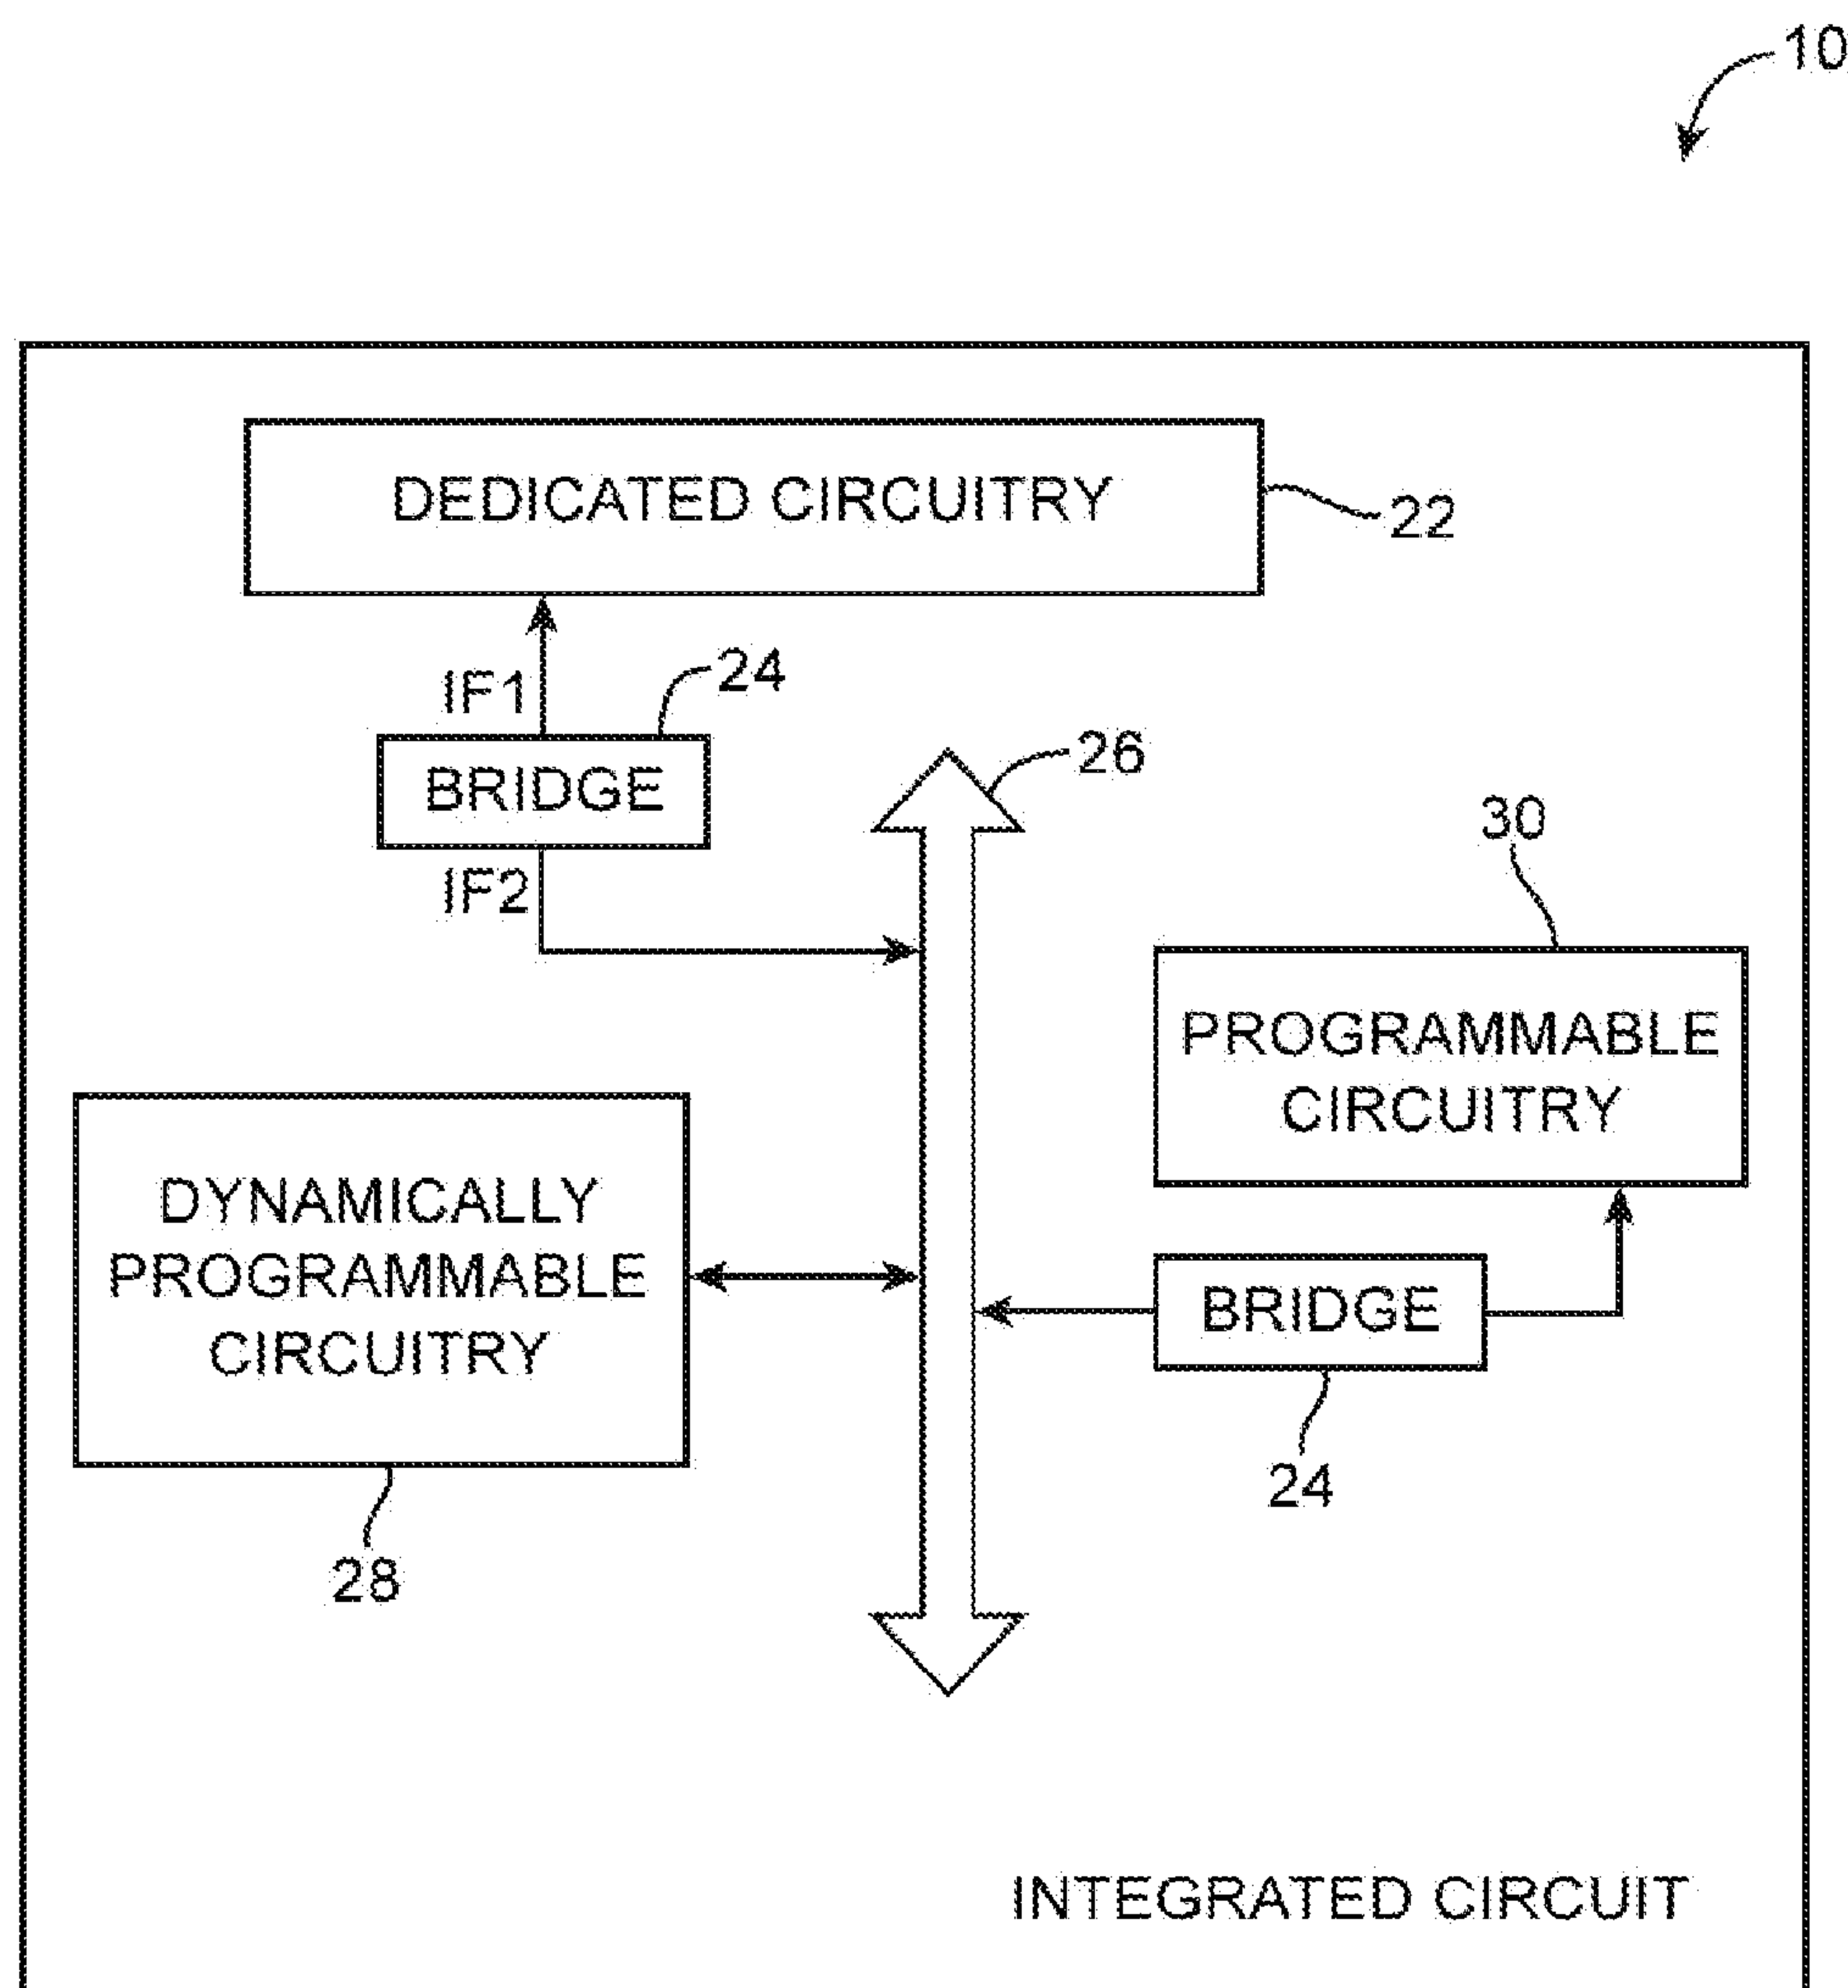 10
DEDICATED CIRCUITRY
22
IF1
24
BRIDGE
26
IF2
30
PROGRAMMABLE
CIRCUITRY
DYNAMICALLY
PROGRAMMABLE
CIRCUITRY
BRIDGE
24
28
INTEGRATED CIRCUIT